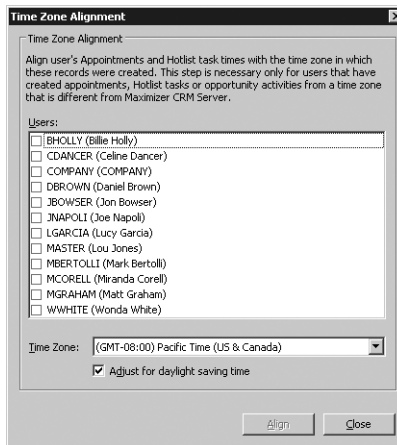 Time Zone Alignment
Time Zone Alignment
Align user's Appointments and Hotlist task times with the time zone in which
these records were created. This step is necessary only for users that have
created appointments, Hotlist tasks or opportunity activities from a time zone
that is different from Maximizer CRM Server.
Users:
BHOLLY (Billie Holly)
CDANCER (Celine Dancer)
COMPANY (COMPANY)
DBROWN (Daniel Brown)
JBOWSER (Jon Bowser)
JNAPOLI (Joe Napoli)
LGARCIA (Lucy Garcia)
MASTER (Lou Jones)
MBERTOLLI (Mark Bertolli)
MCORELL (Miranda Corell)
MGRAHAM (Matt Graham)
WWHITE (Wonda White)
Time Zone: (GMT-08:00) Pacific Time (US & Canada)
Adjust for daylight saving time
Align Close